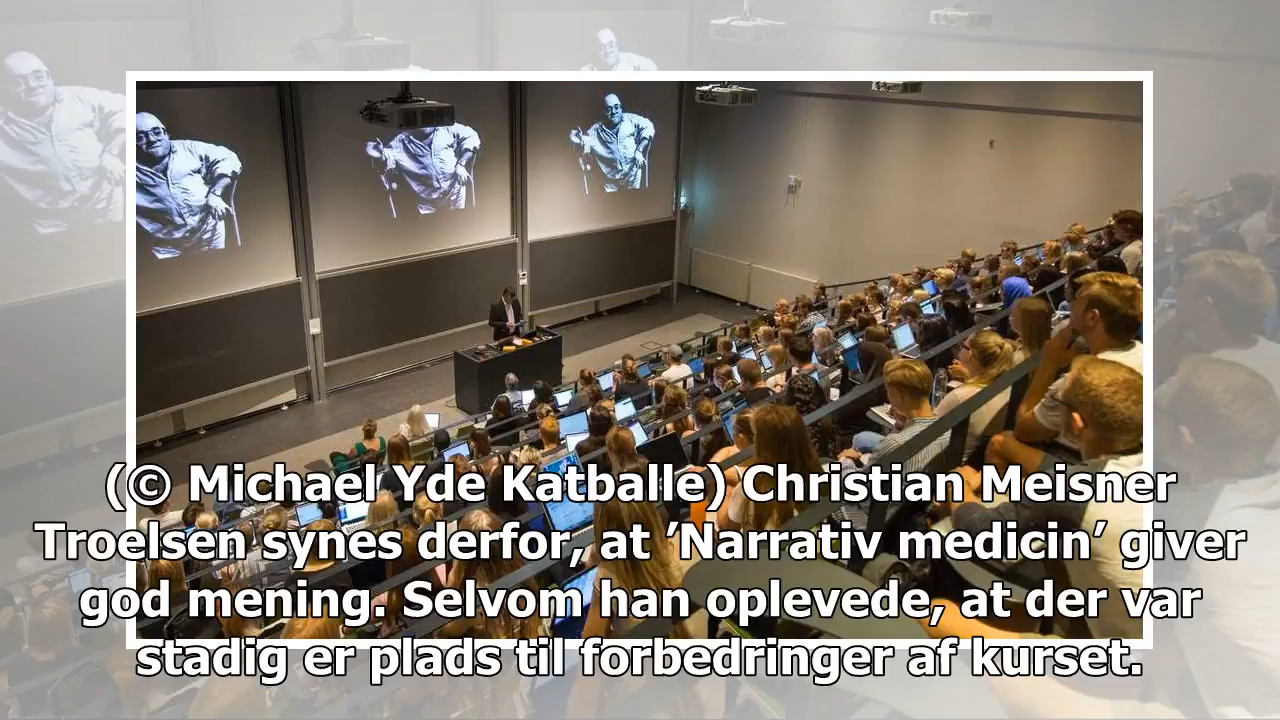 (© Michael Yde Katballe) Christian Meisner
Troelsen synes derfor, at ’Narrativ medicin’ giver
god mening. Selvom han oplevede, at der var
stadig er plads til forbedringer af kurset.